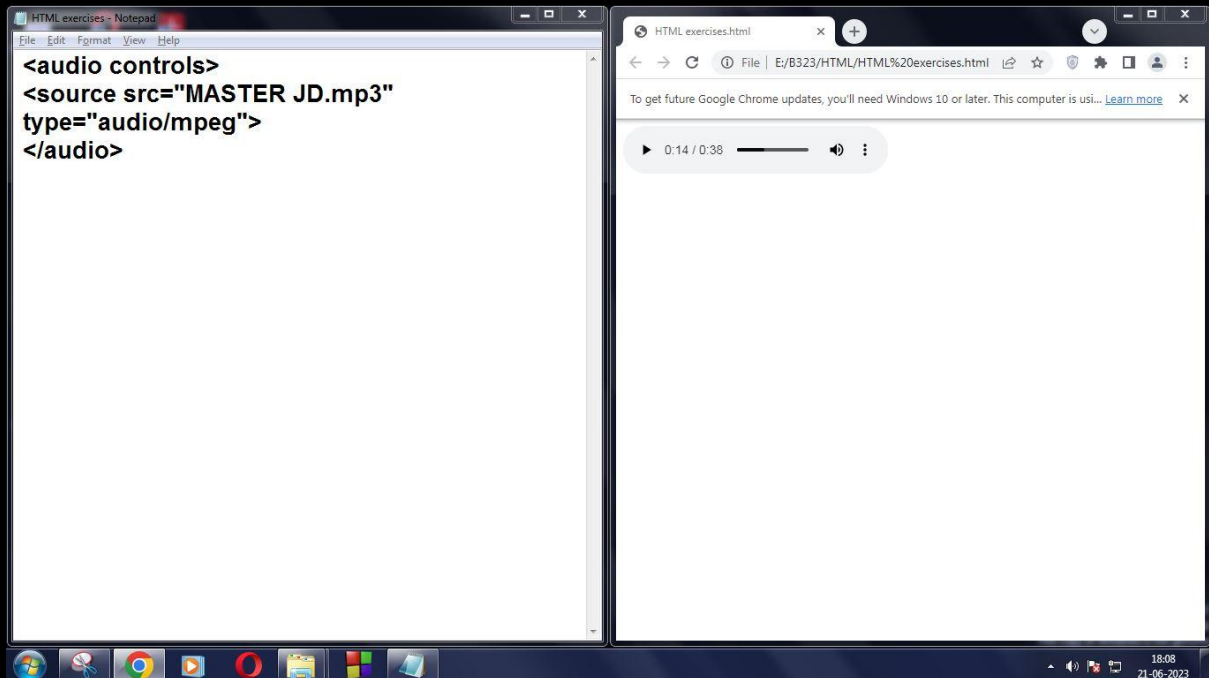 HTML exercises - Notepad
File Edit Format View Help
<audio controls>
<source src="MASTER JD.mp3"
type="audio/mpeg">
</audio>
HTML exercises.html
File | E:/B323/HTML/HTML%20exercises.html
To get future Google Chrome updates, you'll need Windows 10 or later. This computer is usi... Learn more
0:14 / 0:38
18:08
21-06-2023